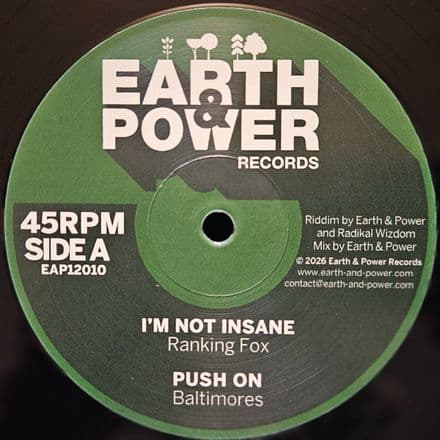 EARTH
&
POWER
RECORDS
45RPM
SIDE A
EAP12010
Riddim by Earth & Power
and Radikal Wizdom
Mix by Earth & Power
© 2026 Earth & Power Records
www.earth-and-power.com
contact@earth-and-power.com
I'M NOT INSANE
Ranking Fox
PUSH ON
Baltimores